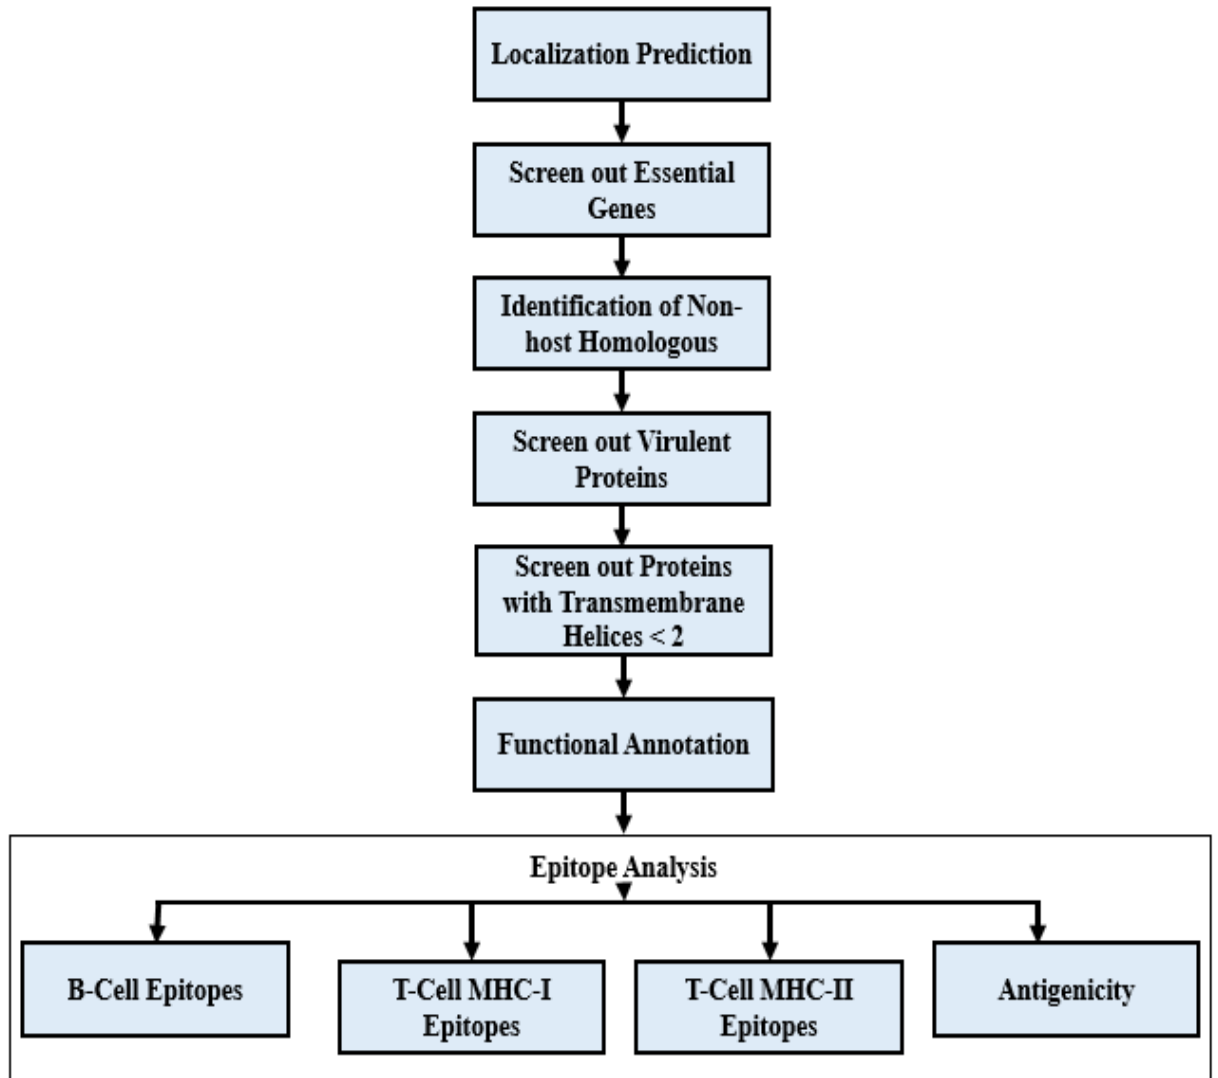 Localization Prediction
Screen out Essential
Genes
Identification of Non-
host Homologous
Screen out Virulent
Proteins
Screen out Proteins
with Transmembrane
Helices < 2
Functional Annotation
Epitope Analysis
B-Cell Epitopes
T-Cell MHC-I
Epitopes
T-Cell MHC-II
Epitopes
Antigenicity